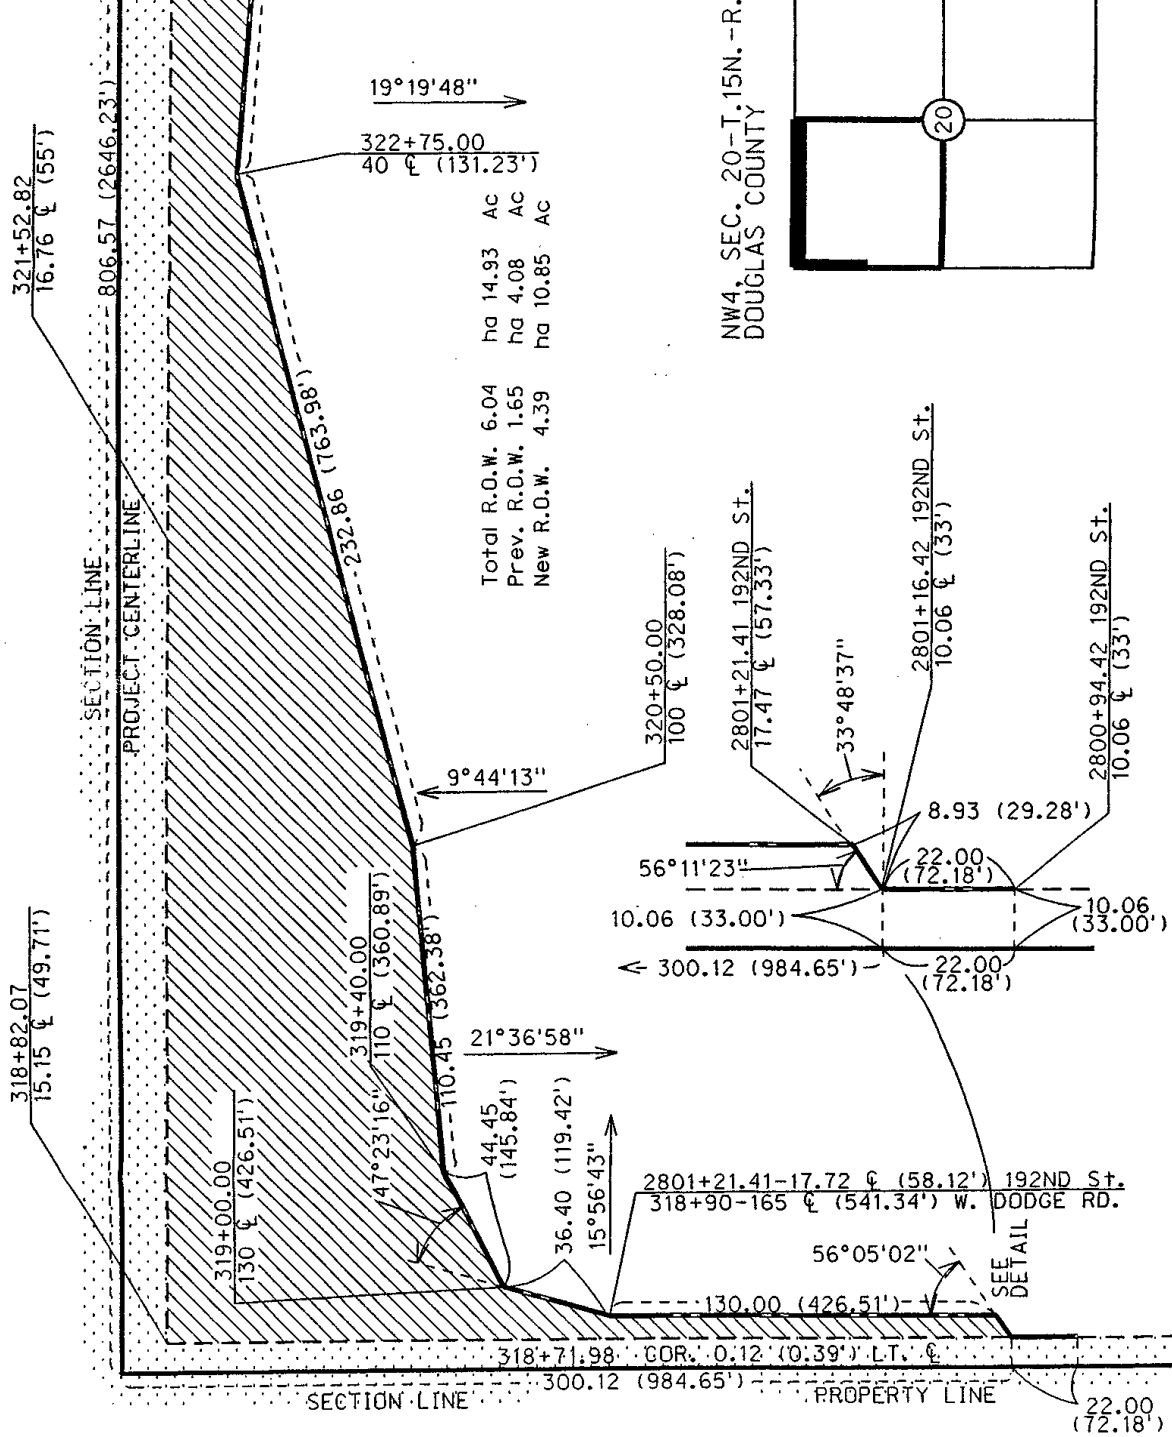 321+52.82
16.76 ℄ (55')
806.57 (2646.23')
19°19'48"
322+75.00
40 ℄ (131.23')
NW4, SEC. 20-T.15N.-R.
DOUGLAS COUNTY
20
Total R.O.W. 6.04 ha 14.93 Ac
Prev. R.O.W. 1.65 ha 4.08 Ac
New R.O.W. 4.39 ha 10.85 Ac
232.86 (763.98')
SECTION LINE
PROJECT CENTERLINE
320+50.00
100 ℄ (328.08')
9°44'13"
2801+21.41 192ND St.
17.47 ℄ (57.33')
33°48'37"
2801+16.42 192ND St.
10.06 ℄ (33')
2800+94.42 192ND St.
10.06 ℄ (33')
8.93 (29.28')
56°11'23"
22.00
(72.18')
10.06 (33.00')
10.06
(33.00')
300.12 (984.65')
22.00
(72.18')
318+82.07
15.15 ℄ (49.71')
319+40.00
110 ℄ (360.89')
110.45 (362.38')
21°36'58"
319+00.00
130 ℄ (426.51')
47°23'16"
44.45
(145.84')
36.40 (119.42')
15°56'43"
2801+21.41-17.72 ℄ (58.12') 192ND St.
318+90-165 ℄ (541.34') W. DODGE RD.
56°05'02"
SEE
DETAIL
130.00 (426.51')
318+71.98 COR. 0.12 (0.39') LT. ℄
300.12 (984.65')
SECTION LINE
PROPERTY LINE
22.00
(72.18')